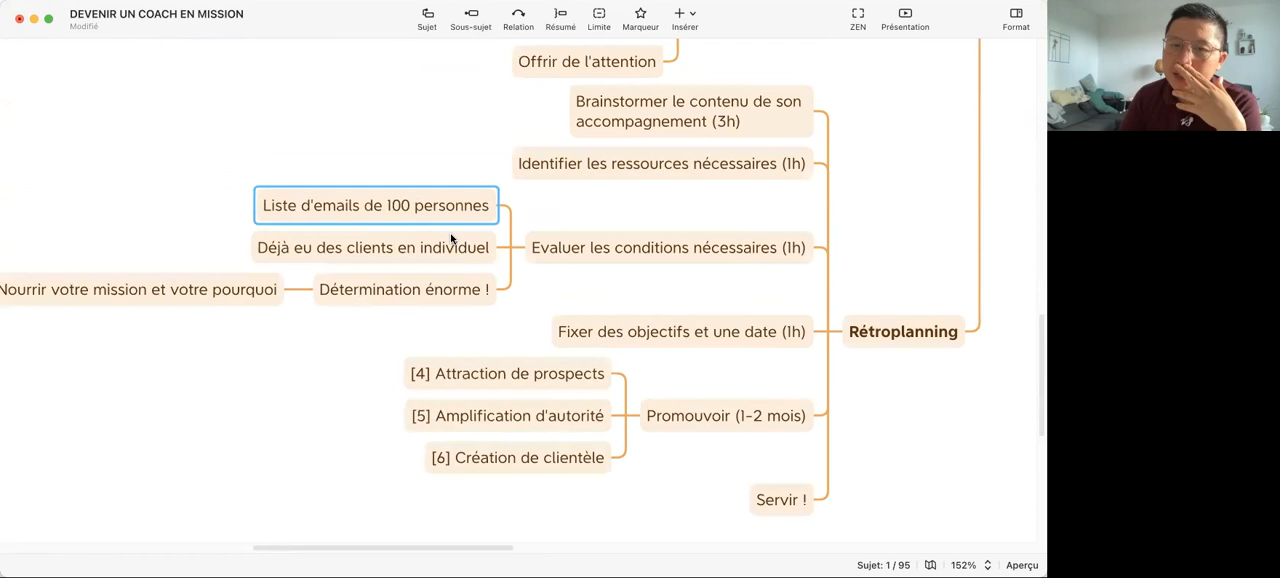 DEVENIR UN COACH EN MISSION
Modifié
Sujet
Sous-sujet
Relation
Résumé
Limite
Marqueur
Insérer
ZEN
Présentation
Format
Offrir de l'attention
Brainstormer le contenu de son
accompagnement (3h)
Identifier les ressources nécessaires (1h)
Liste d'emails de 100 personnes
Déjà eu des clients en individuel
Evaluer les conditions nécessaires (1h)
Nourrir votre mission et votre pourquoi
Détermination énorme !
Fixer des objectifs et une date (1h)
Rétroplanning
[4] Attraction de prospects
[5] Amplification d'autorité
Promouvoir (1-2 mois)
[6] Création de clientèle
Servir !
Sujet: 1 / 95
152%
Aperçu